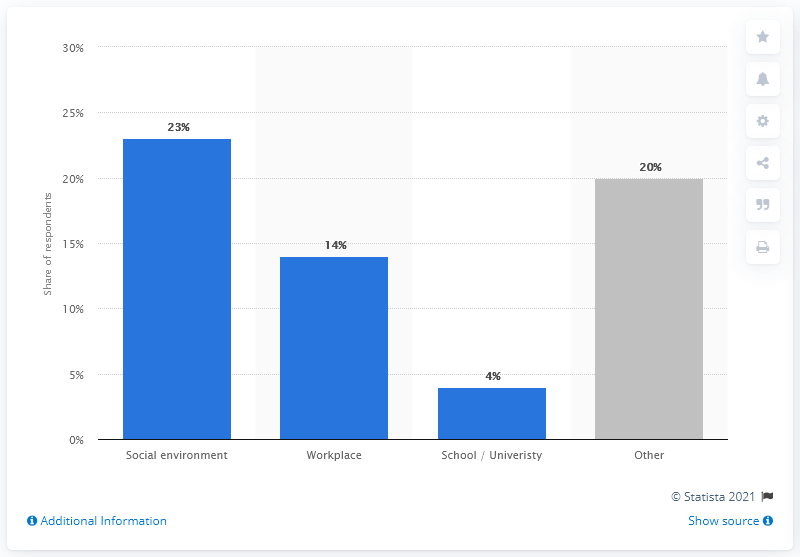 30%
25%
20%
15%
10%
5%
0%
Share of respondents
23%
14%
4%
20%
Social environment
Workplace
School / Univeristy
Other
© Statista 2021
Additional Information
Show source